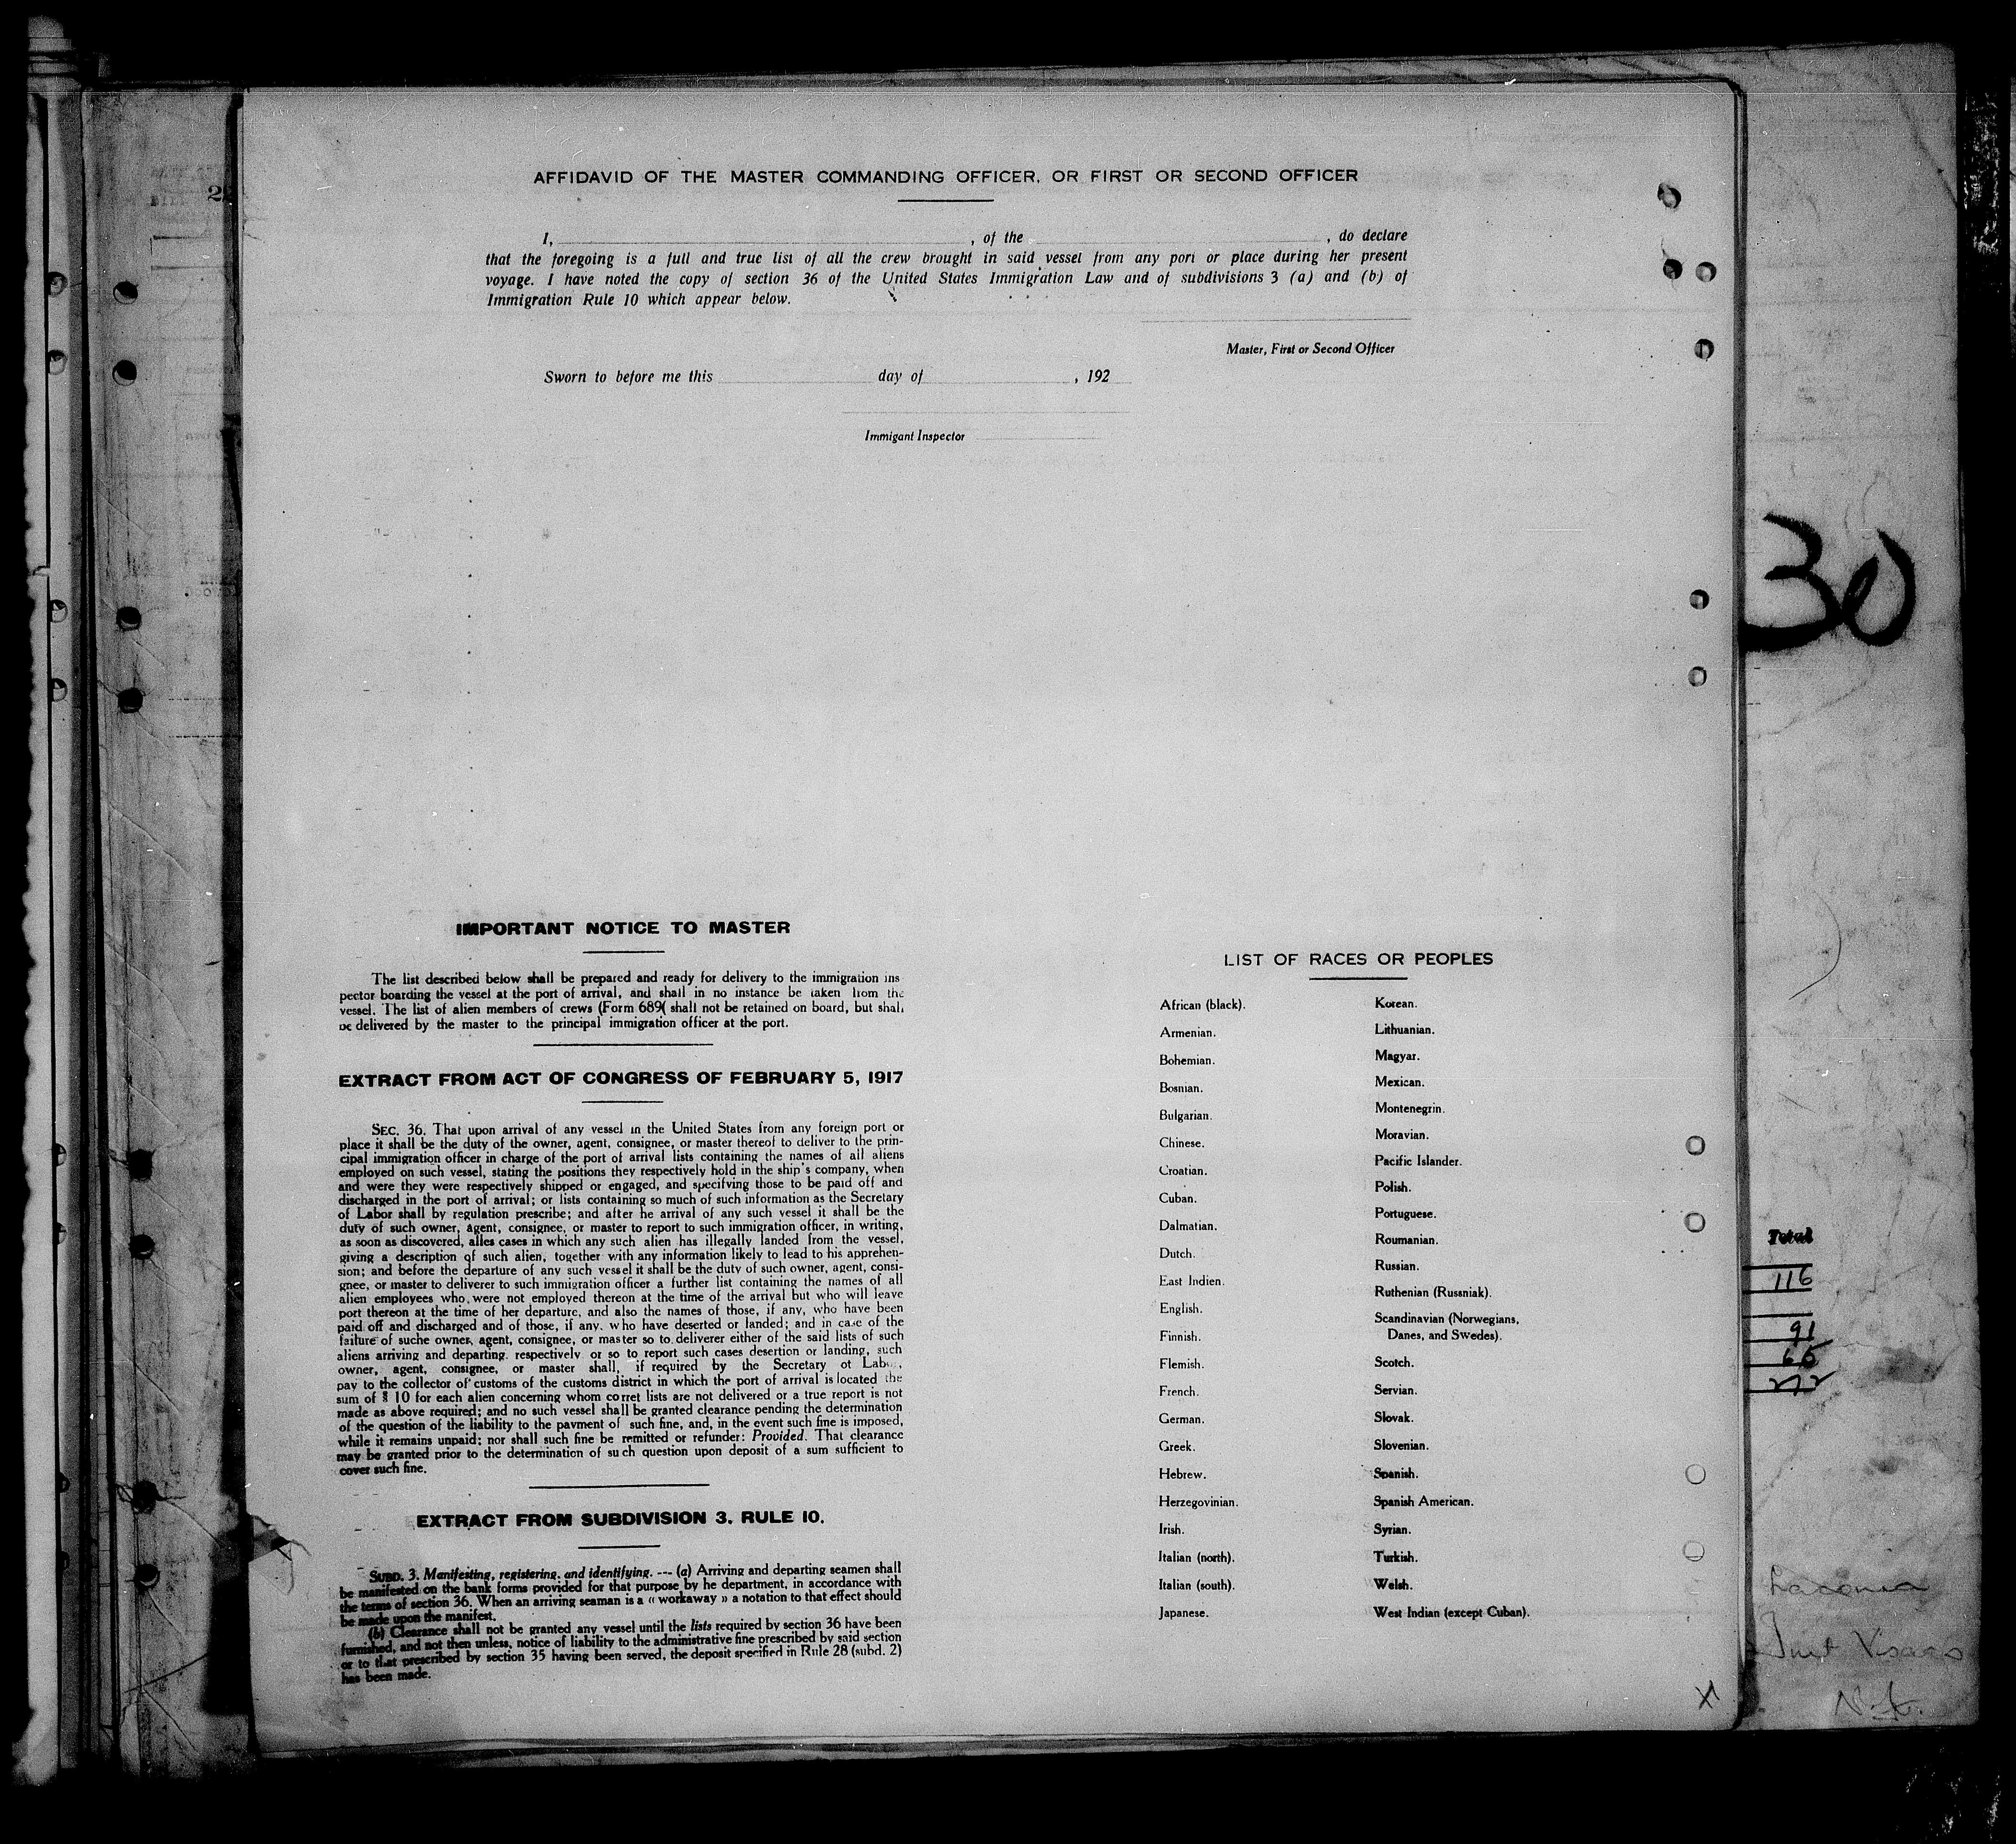 AFFIDAVID OF THE MASTER COMMANDING OFFICER, OR FIRST OR SECOND OFFICER
I, , of the , do declare
that the foregoing is a full and true list of all the crew brought in said vessel from any port or place during her present
voyage. I have noted the copy of section 36 of the United States Immigration Law and of subdivisions 3 (a) and (b) of
Immigration Rule 10 which appear below.
Master, First or Second Officer
Sworn to before me this day of , 192
Immigant Inspector
30
IMPORTANT NOTICE TO MASTER
The list described below shall be prepared and ready for delivery to the immigration ins
pector boarding the vessel at the port of arrival, and shall in no instance be taken from the
vessel. The list of alien members of crews (Form 689( shall not be retained on board, but shall
be delivered by the master to the principal immigration officer at the port.
EXTRACT FROM ACT OF CONGRESS OF FEBRUARY 5, 1917
SEC. 36. That upon arrival of any vessel in the United States from any foreign port or
place it shall be the duty of the owner, agent, consignee, or master thereof to deliver to the prin-
cipal immigration officer in charge of the port of arrival lists containing the names of all aliens
employed on such vessel, stating the positions they respectively hold in the ship's company, when
and were they were respectively shipped or engaged, and specifying those to be paid off and
discharged in the port of arrival; or lists containing so much of such information as the Secretary
of Labor shall by regulation prescribe; and after he arrival of any such vessel it shall be the
duty of such owner, agent, consignee, or master to report to such immigration officer, in writing,
as soon as discovered, alles cases in which any such alien has illegally landed from the vessel,
giving a description of such alien, together with any information likely to lead to his apprehen-
sion; and before the departure of any such vessel it shall be the duty of such owner, agent, consi-
gnee, or master to deliverer to such immigration officer a further list containing the names of all
alien employees who were not employed thereon at the time of the arrival but who will leave
port thereon at the time of her departure, and also the names of those, if any, who have been
paid off and discharged and of those, if any. who have deserted or landed; and in case of the
failure of suche owner, agent, consignee, or master so to deliverer either of the said lists of such
aliens arriving and departing. respectively or so to report such cases desertion or landing, such
owner, agent, consignee, or master shall, if required by the Secretary of Labor,
pay to the collector of customs of the customs district in which the port of arrival is located the
sum of $ 10 for each alien concerning whom corret lists are not delivered or a true report is not
made as above required; and no such vessel shall be granted clearance pending the determination
of the question of the liability to the payment of such fine, and, in the event such fine is imposed,
while it remains unpaid; nor shall such fine be remitted or refunder: Provided. That clearance
may be granted prior to the determination of such question upon deposit of a sum sufficient to
cover such fine.
EXTRACT FROM SUBDIVISION 3. RULE 10.
SUBD. 3. Manifesting, registering, and identifying. --- (a) Arriving and departing seamen shall
be manifested on the bank forms provided for that purpose by he department, in accordance with
the terms of section 36. When an arriving seaman is a « workaway » a notation to that effect should
be made upon the manifest.
(b) Clearance shall not be granted any vessel until the lists required by section 36 have been
furnished, and not then unless, notice of liability to the administrative fine prescribed by said section
or to that prescribed by section 35 having been served, the deposit specified in Rule 28 (subd. 2)
has been made.
LIST OF RACES OR PEOPLES
African (black).
Armenian.
Bohemian.
Bosnian.
Bulgarian.
Chinese.
Croatian.
Cuban.
Dalmatian.
Dutch.
East Indien.
English.
Finnish.
Flemish.
French.
German.
Greek.
Hebrew.
Herzegovinian.
Irish.
Italian (north).
Italian (south).
Japanese.
Korean.
Lithuanian.
Magyar.
Mexican.
Montenegrin.
Moravian.
Pacific Islander.
Polish.
Portuguese.
Roumanian.
Russian.
Ruthenian (Russniak).
Scandinavian (Norwegians,
Danes, and Swedes).
Scotch.
Servian.
Slovak.
Slovenian.
Spanish.
Spanish American.
Syrian.
Turkish.
Welsh.
West Indian (except Cuban).
Total
116
91
65
272
Laconia
X